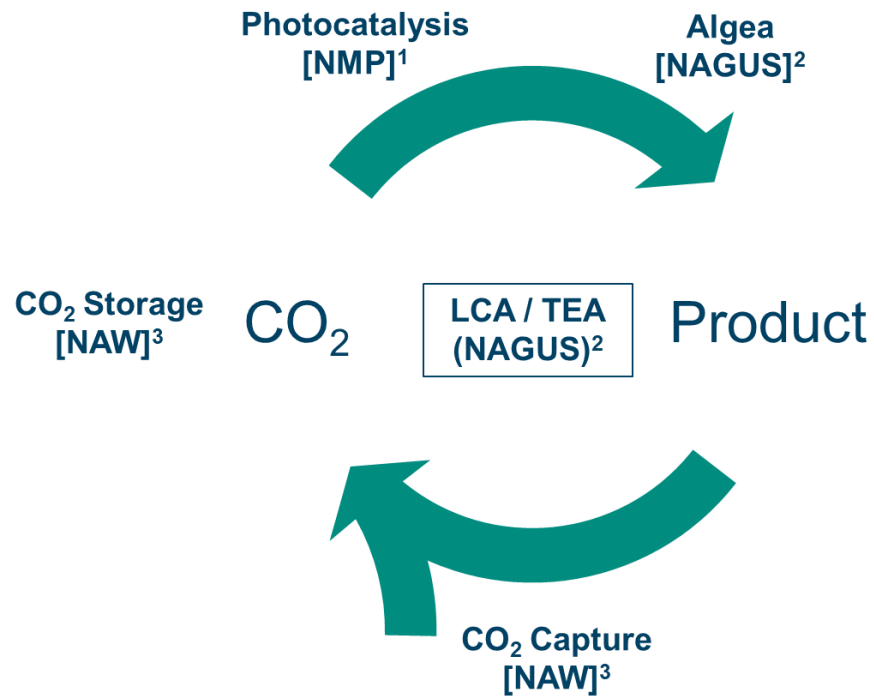 Photocatalysis
[NMP]¹
Algea
[NAGUS]²
CO₂ Storage
[NAW]³
CO₂
LCA / TEA
(NAGUS)²
Product
CO₂ Capture
[NAW]³